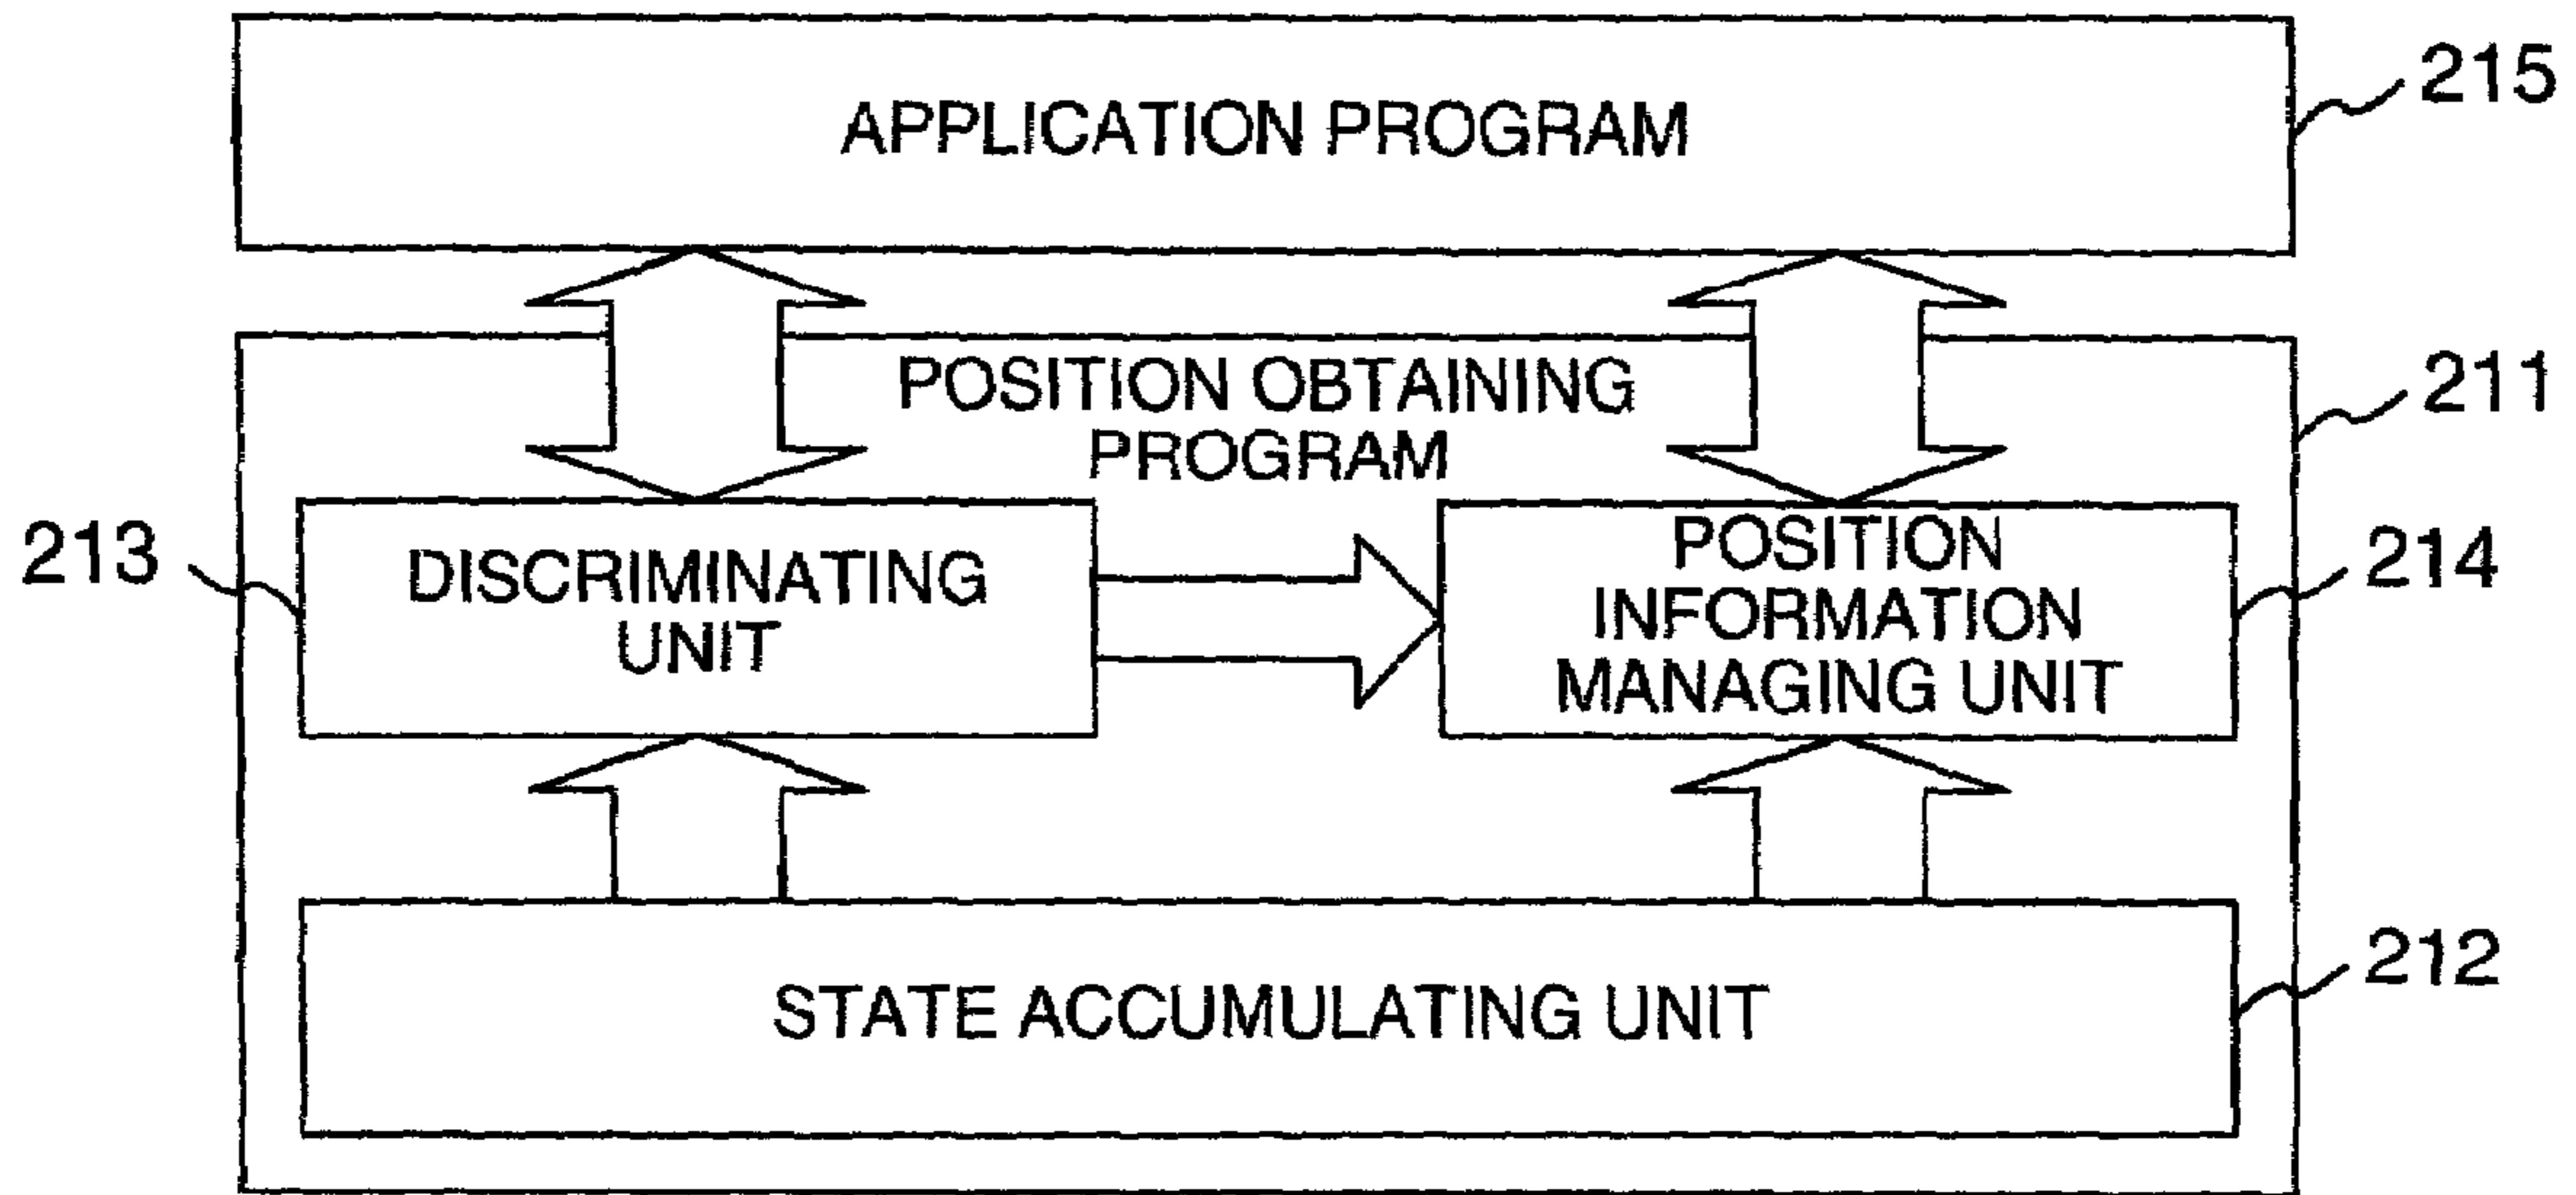 APPLICATION PROGRAM
215
POSITION OBTAINING
PROGRAM
211
213
DISCRIMINATING
UNIT
POSITION
INFORMATION
MANAGING UNIT
214
STATE ACCUMULATING UNIT
212